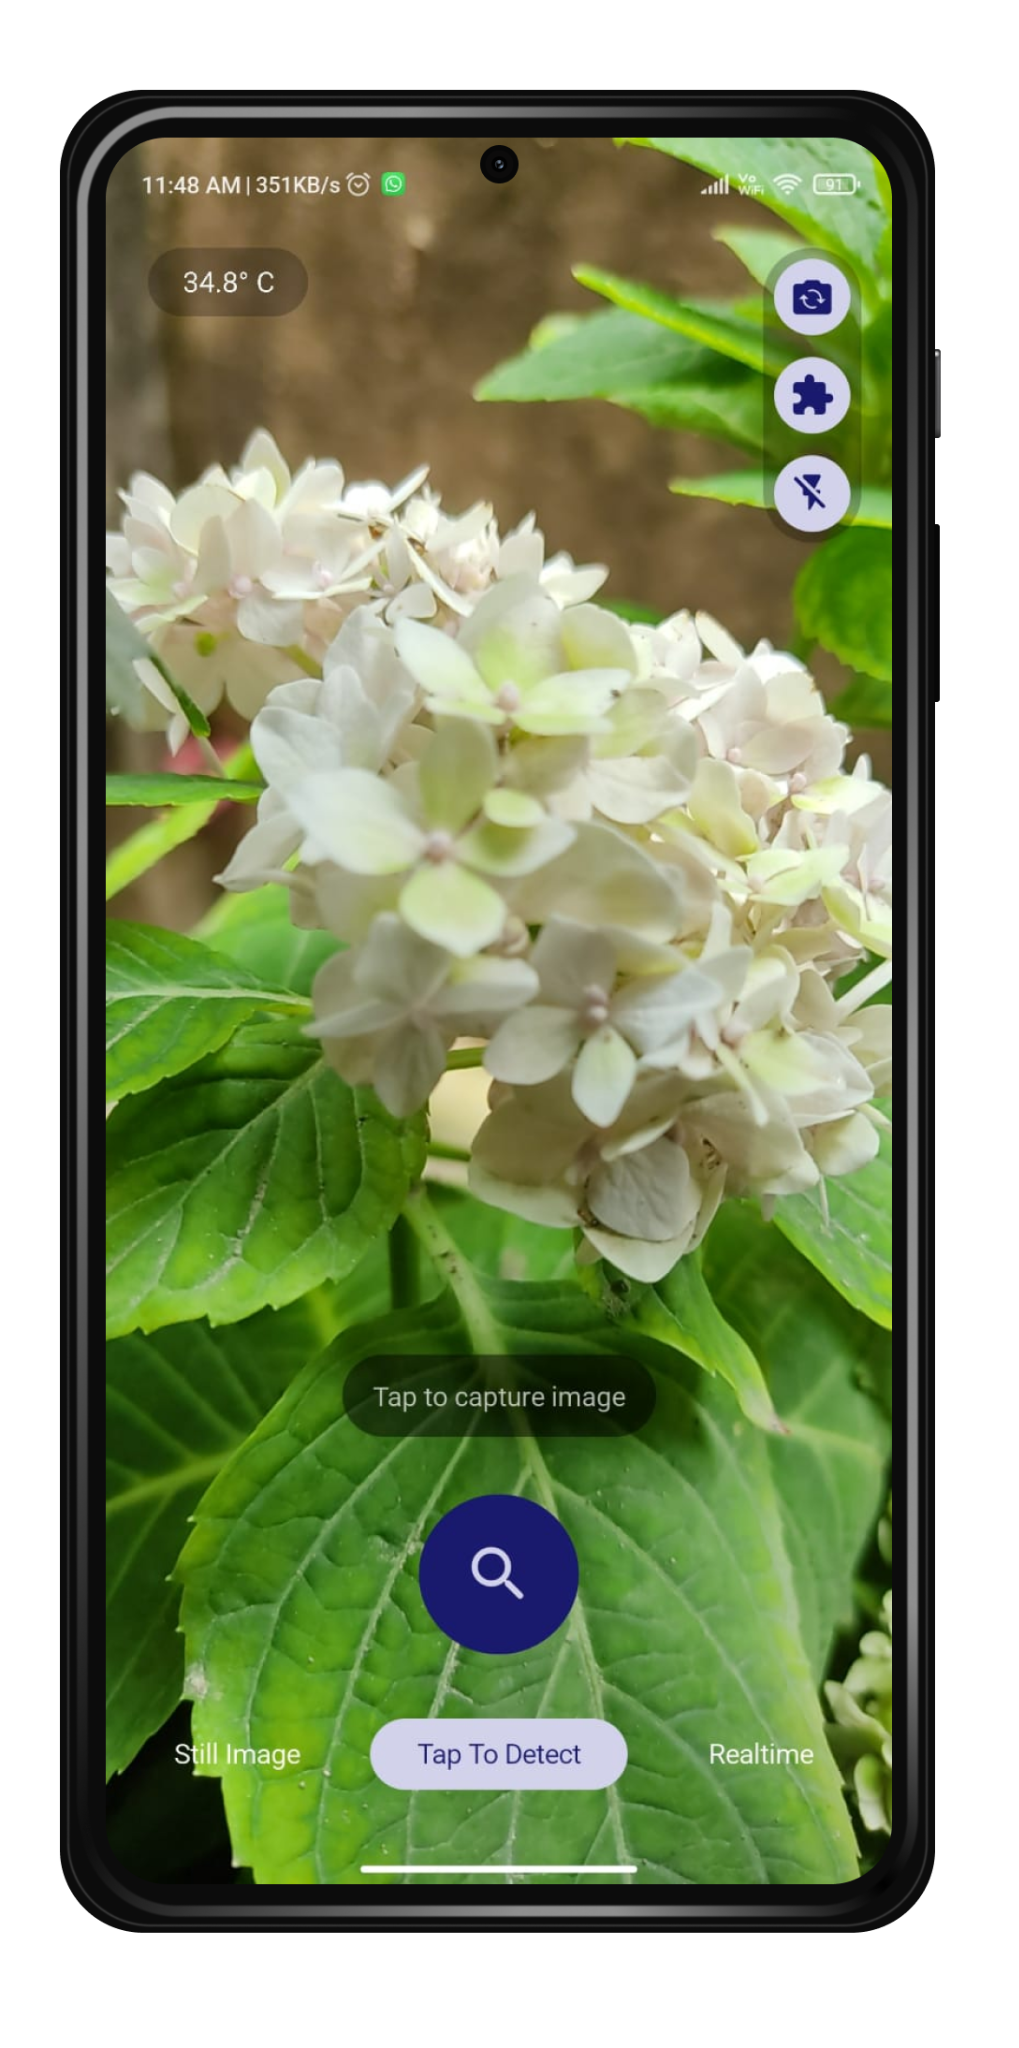 11:48 AM | 351KB/s
Vo
WiFi
91
34.8° C
Tap to capture image
Still Image
Tap To Detect
Realtime